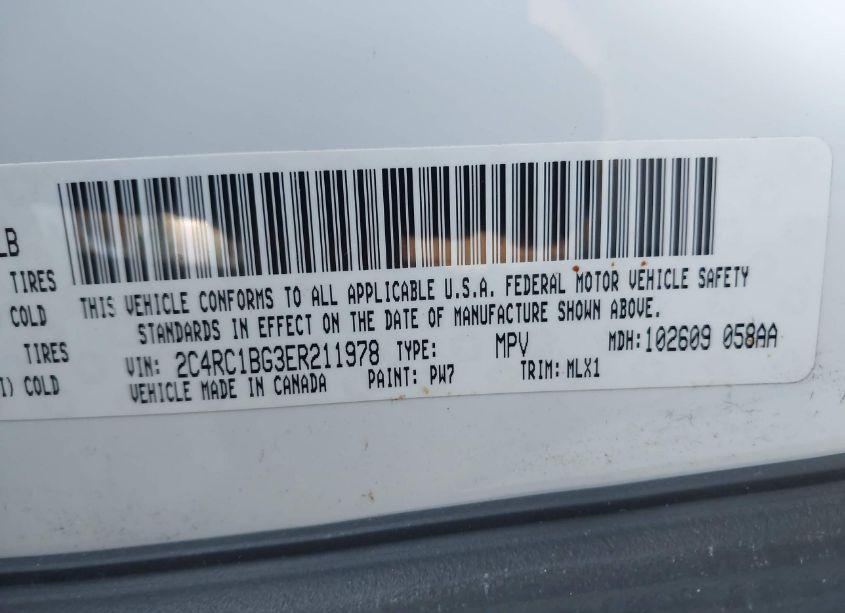 LB
TIRES
COLD
TIRES
I) COLD
THIS VEHICLE CONFORMS TO ALL APPLICABLE U.S.A. FEDERAL MOTOR VEHICLE SAFETY
STANDARDS IN EFFECT ON THE DATE OF MANUFACTURE SHOWN ABOVE.
VIN: 2C4RC1BG3ER211978 TYPE: MPV MDH:102609 058AA
VEHICLE MADE IN CANADA PAINT: PW7 TRIM:MLX1